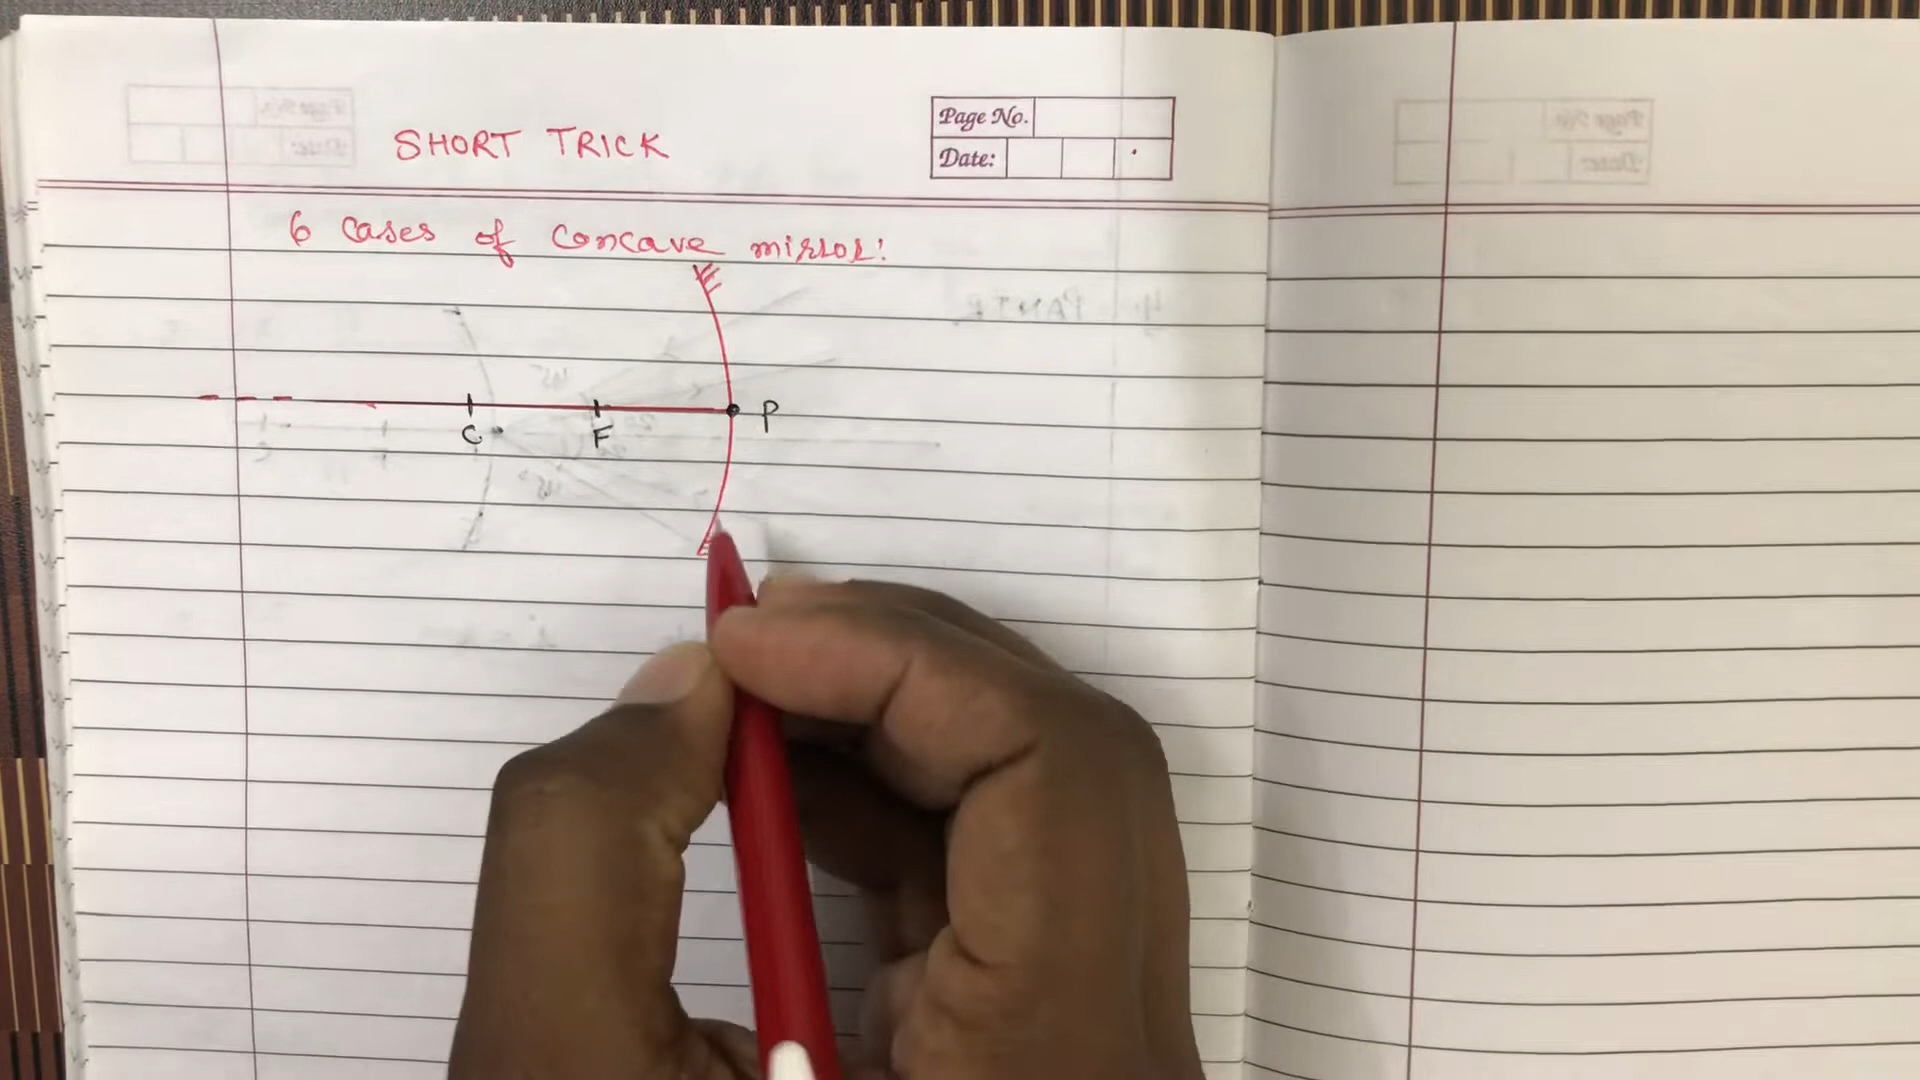 Page No.
SHORT TRICK
Date:
6 Cases of Concave mirror:
P
C
F